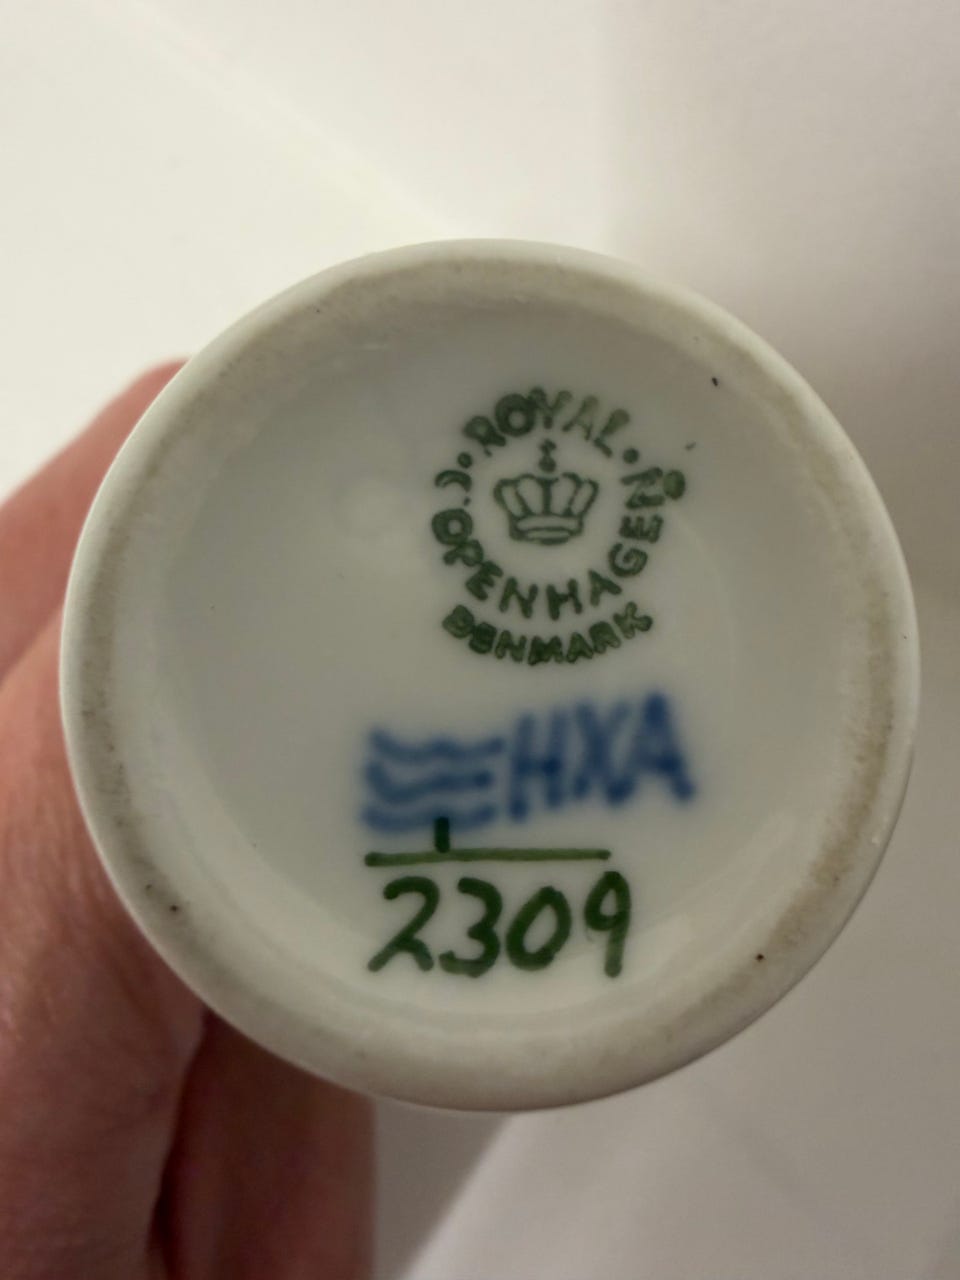 ROYAL
COPENHAGEN
DENMARK
HXA
1
2309